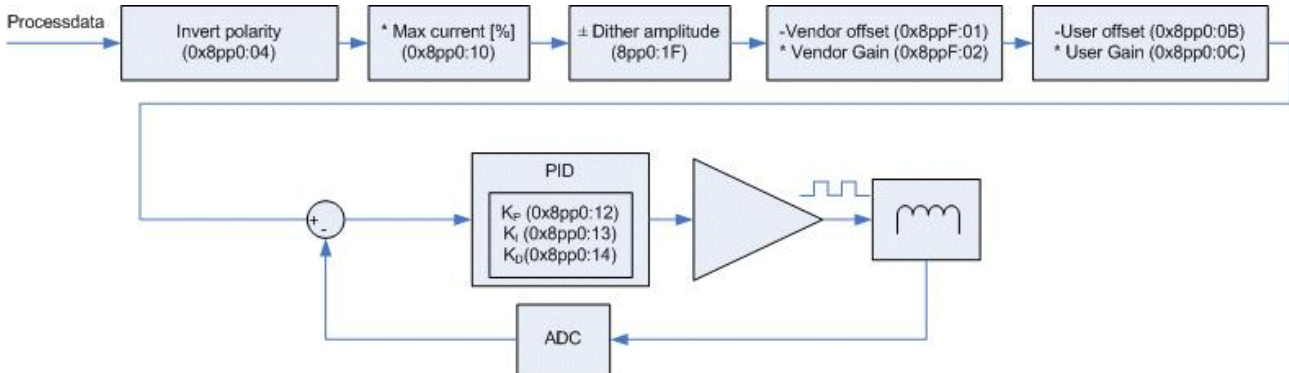 Processdata
Invert polarity
(0x8pp0:04)
* Max current [%]
(0x8pp0:10)
± Dither amplitude
(8pp0:1F)
-Vendor offset (0x8ppF:01)
* Vendor Gain (0x8ppF:02)
-User offset (0x8pp0:0B)
* User Gain (0x8pp0:0C)
+
-
PID
KP (0x8pp0:12)
KI (0x8pp0:13)
KD(0x8pp0:14)
ADC